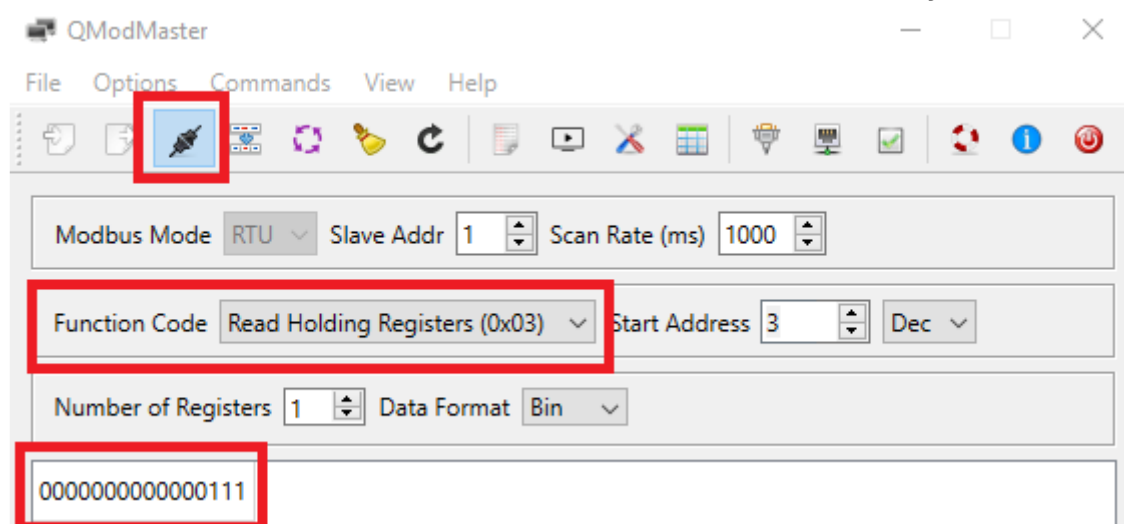 QModMaster
File Options Commands View Help
Modbus Mode RTU Slave Addr 1 Scan Rate (ms) 1000
Function Code Read Holding Registers (0x03) Start Address 3 Dec
Number of Registers 1 Data Format Bin
0000000000000111